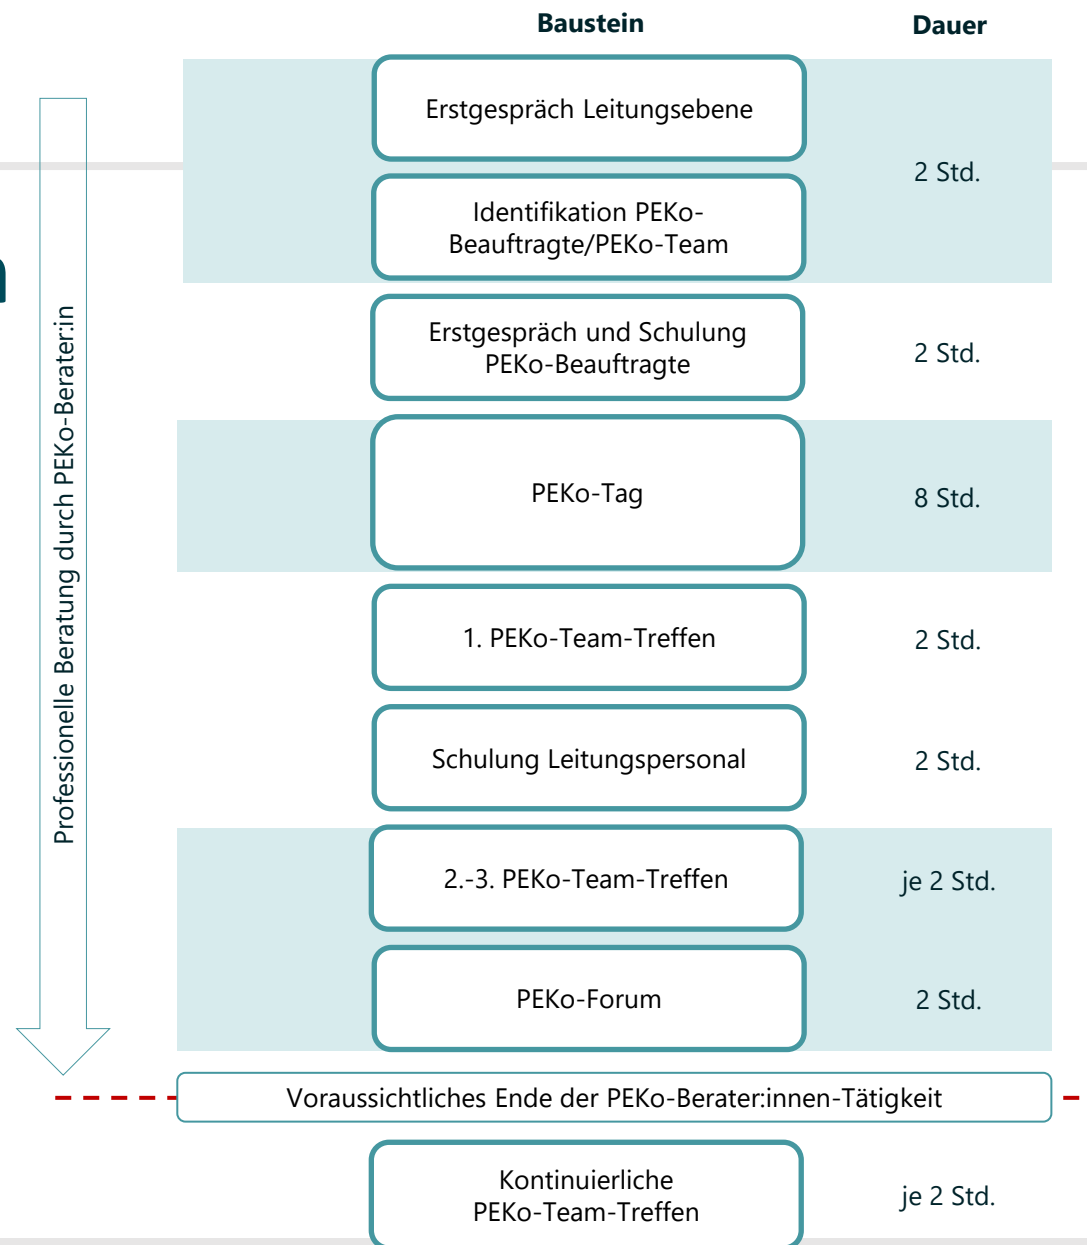 Baustein
Dauer
Erstgespräch Leitungsebene
2 Std.
Identifikation PEKo-
Beauftragte/PEKo-Team
Erstgespräch und Schulung
PEKo-Beauftragte
2 Std.
PEKo-Tag
8 Std.
1. PEKo-Team-Treffen
2 Std.
Schulung Leitungspersonal
2 Std.
2.-3. PEKo-Team-Treffen
je 2 Std.
PEKo-Forum
2 Std.
Professionelle Beratung durch PEKo-Berater:in
Voraussichtliches Ende der PEKo-Berater:innen-Tätigkeit
Kontinuierliche
PEKo-Team-Treffen
je 2 Std.